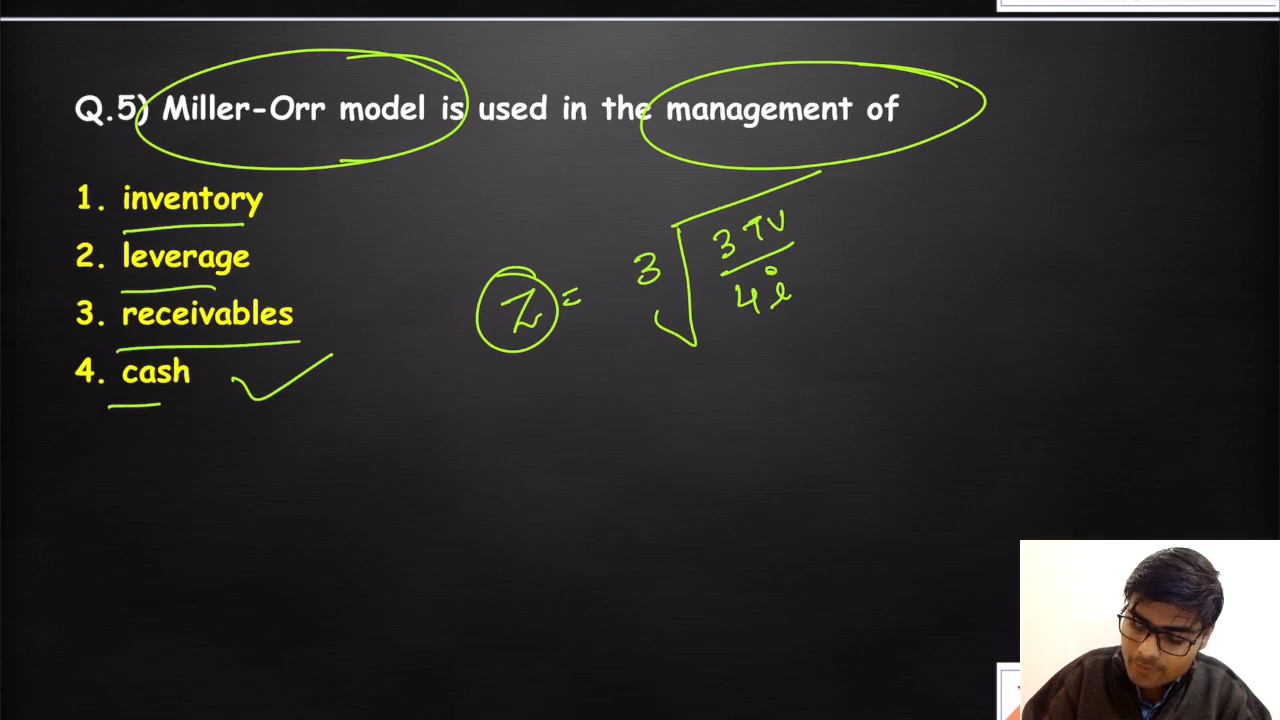 Q.5) Miller-Orr model is used in the management of
1. inventory
2. leverage
3. receivables
4. cash
Z = 3√ 3TV / 4i